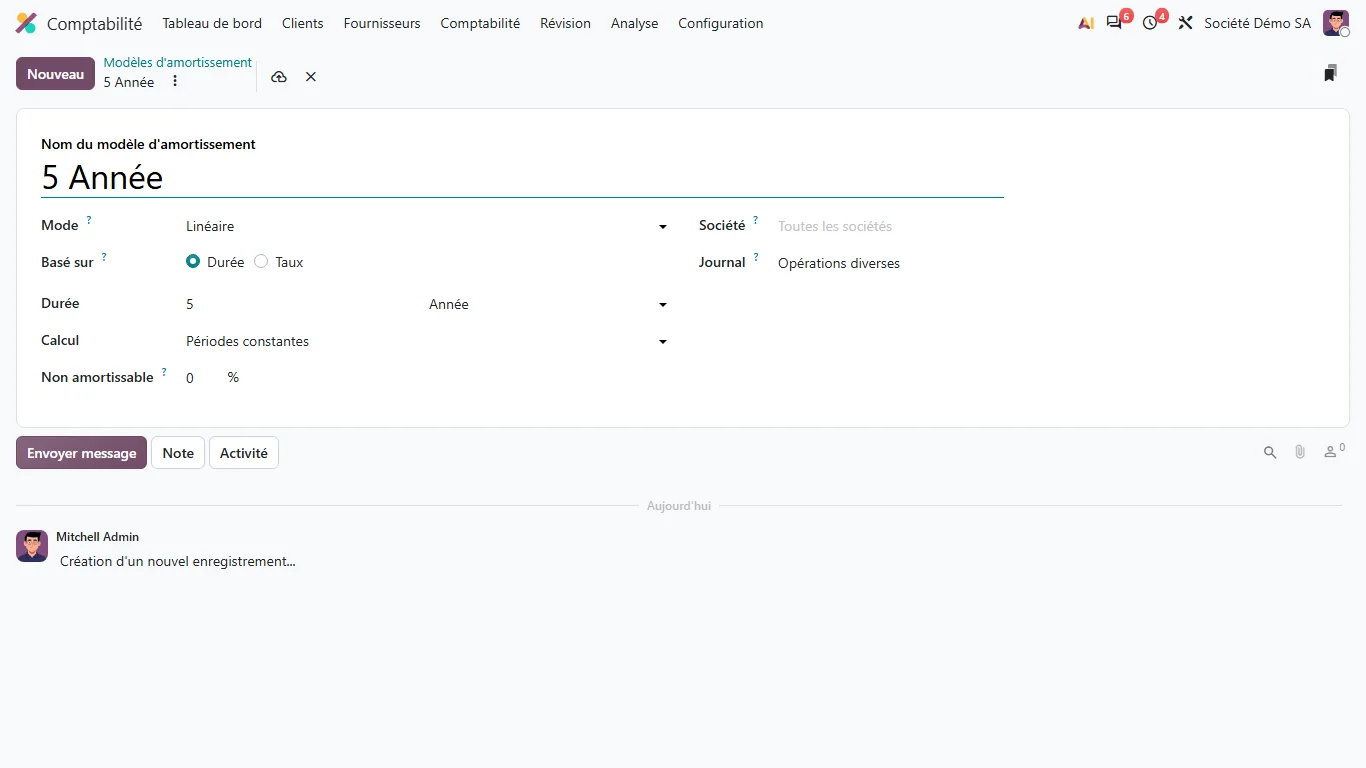 Comptabilité Tableau de bord Clients Fournisseurs Comptabilité Révision Analyse Configuration AI 6 4 Société Démo SA
Nouveau
Modèles d'amortissement
5 Année
Nom du modèle d'amortissement
5 Année
Mode ? Linéaire
Société ? Toutes les sociétés
Basé sur ? Durée Taux
Journal ? Opérations diverses
Durée 5 Année
Calcul Périodes constantes
Non amortissable ? 0 %
Envoyer message Note Activité 0
Aujourd'hui
Mitchell Admin
Création d'un nouvel enregistrement...